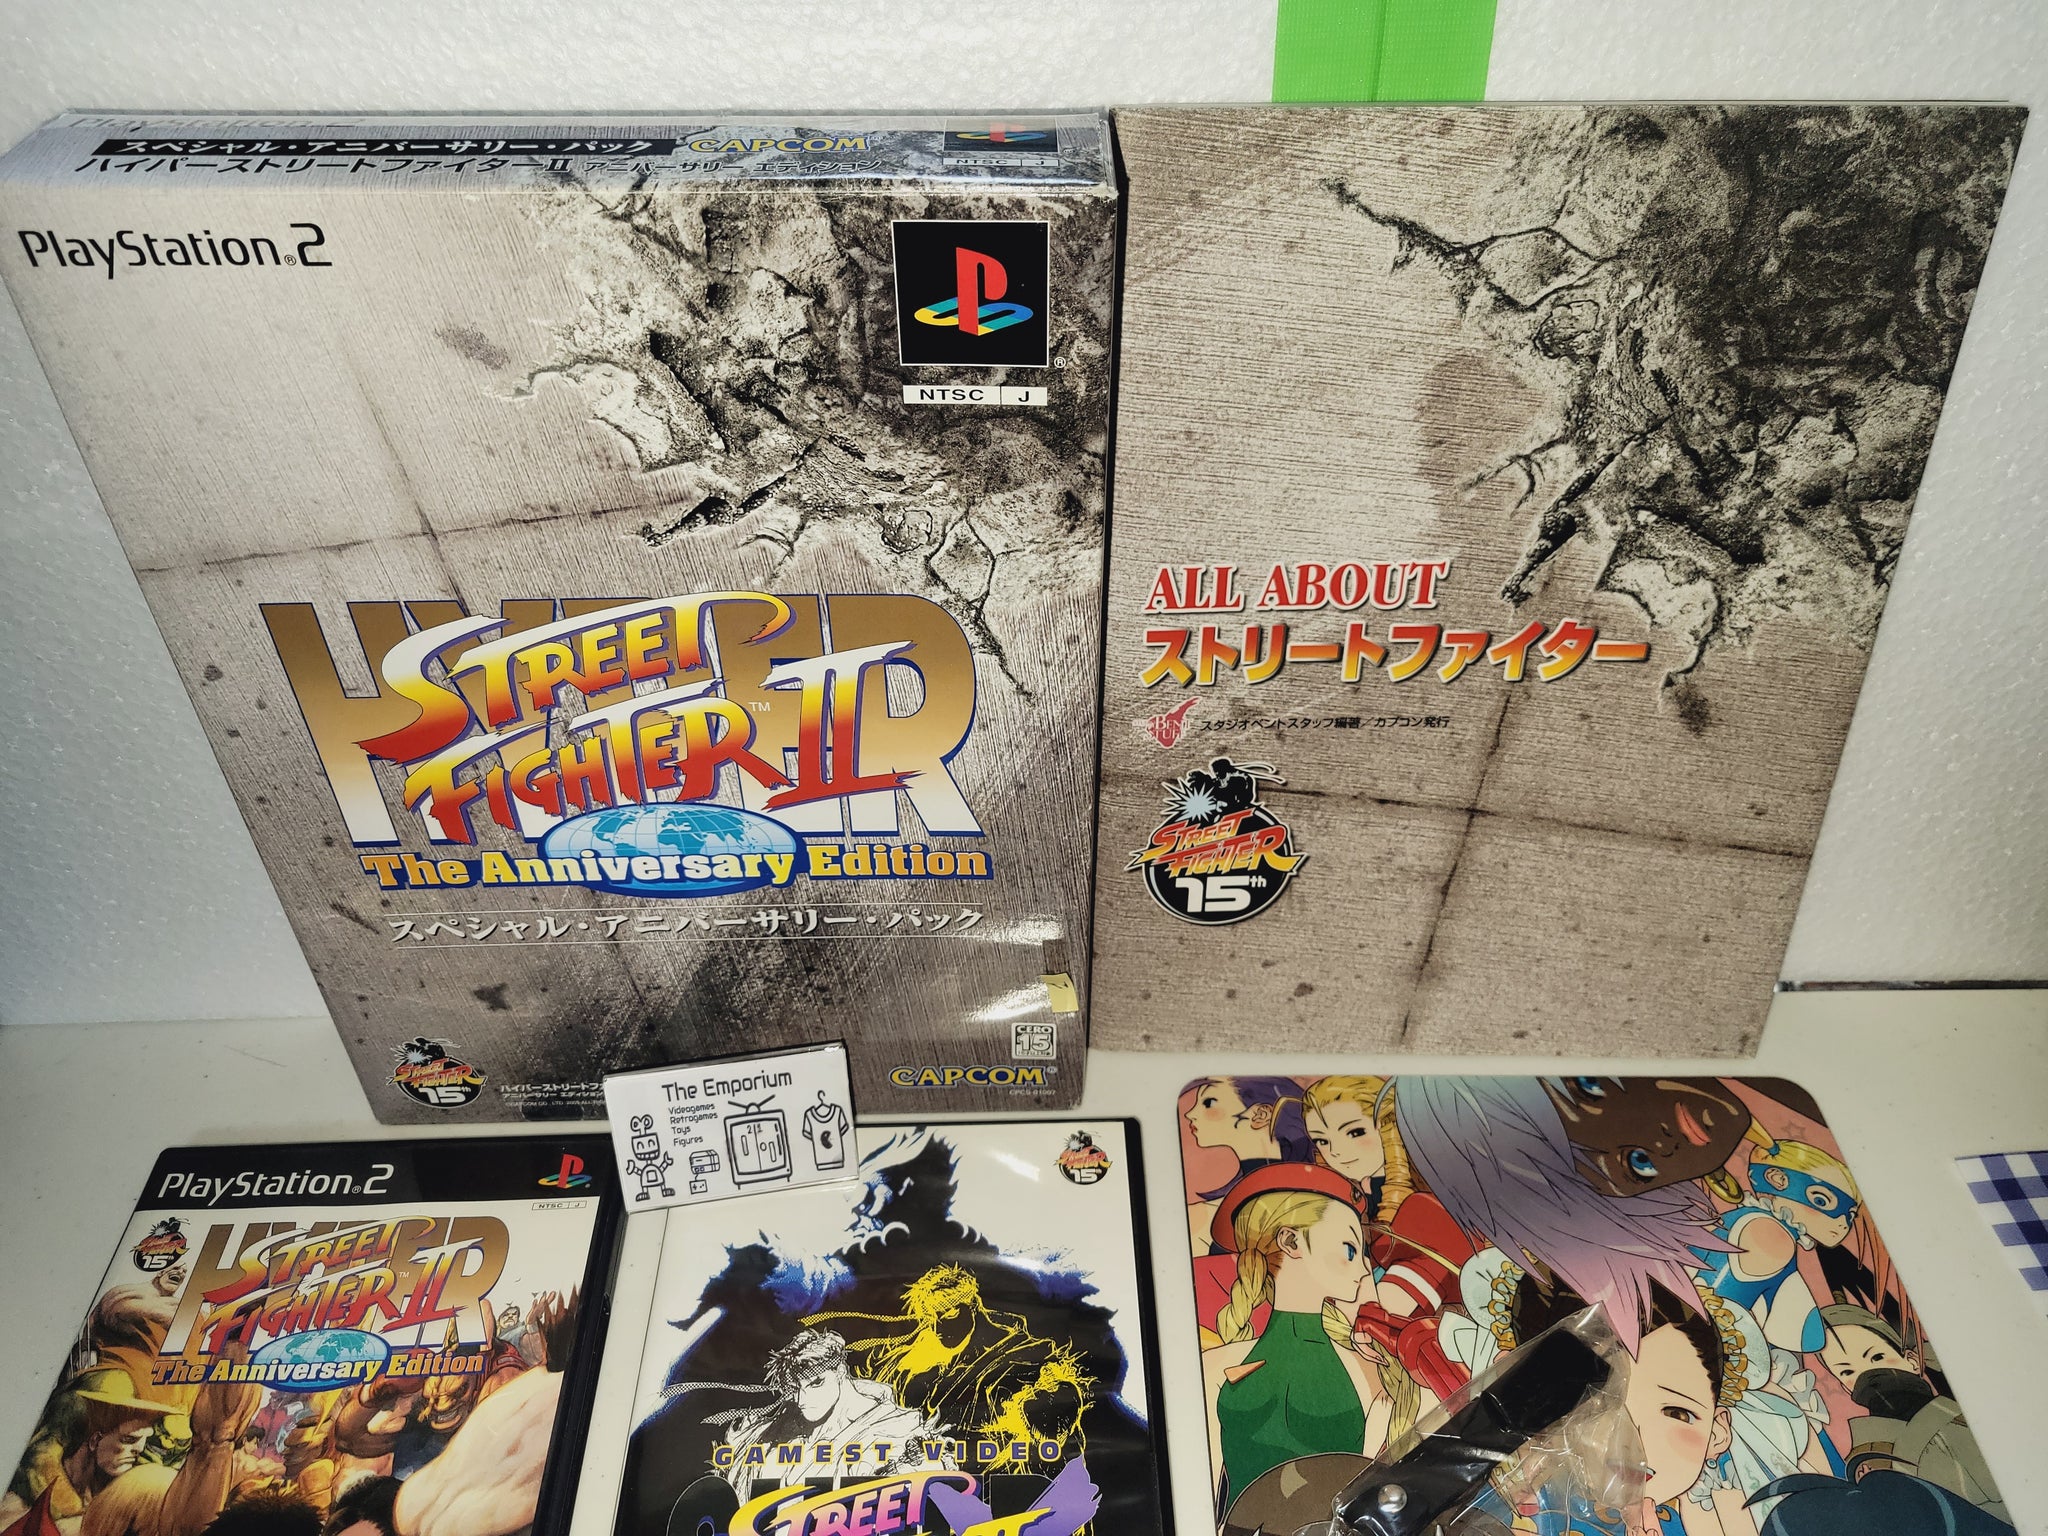 PlayStation 2
スペシャル・アニバーサリー・パック CAPCOM
ハイパーストリートファイターⅡ アニバーサリー エディション
NTSC J
PlayStation®2
®
NTSC J
HYPER
STREET
FIGHTER II
™
The Anniversary Edition
スペシャル・アニバーサリー・パック
STREET
FIGHTER
15th
CERO
15
CAPCOM
ALL ABOUT
ストリートファイター
スタジオベントスタッフ編著／カプコン発行
STREET
FIGHTER
15th
The Emporium
Videogames
Retrogames
Toys
Figures
PlayStation®2
NTSC J
15th
HYPER
STREET
FIGHTER II
™
The Anniversary Edition
15th
GAMEST VIDEO
STREET